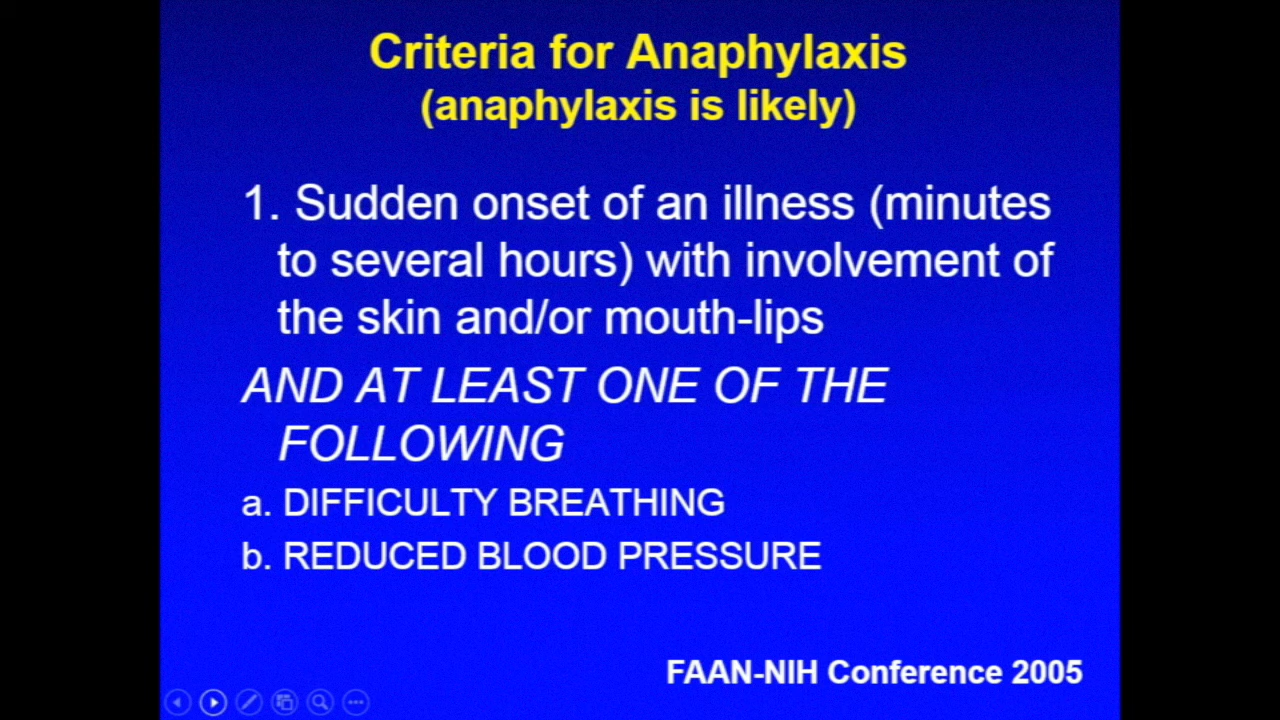 Criteria for Anaphylaxis
(anaphylaxis is likely)
1. Sudden onset of an illness (minutes
to several hours) with involvement of
the skin and/or mouth-lips
AND AT LEAST ONE OF THE
FOLLOWING
a. DIFFICULTY BREATHING
b. REDUCED BLOOD PRESSURE
FAAN-NIH Conference 2005